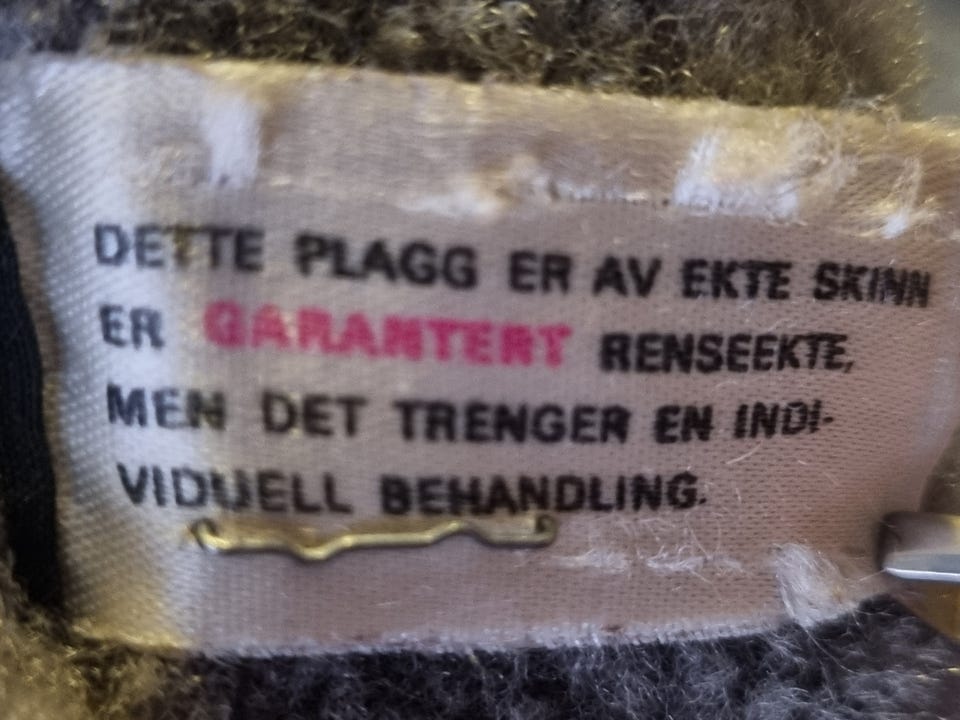 DETTE PLAGG ER AV EKTE SKINN
ER GARANTERT RENSEEKTE,
MEN DET TRENGER EN INDI-
VIDUELL BEHANDLING.